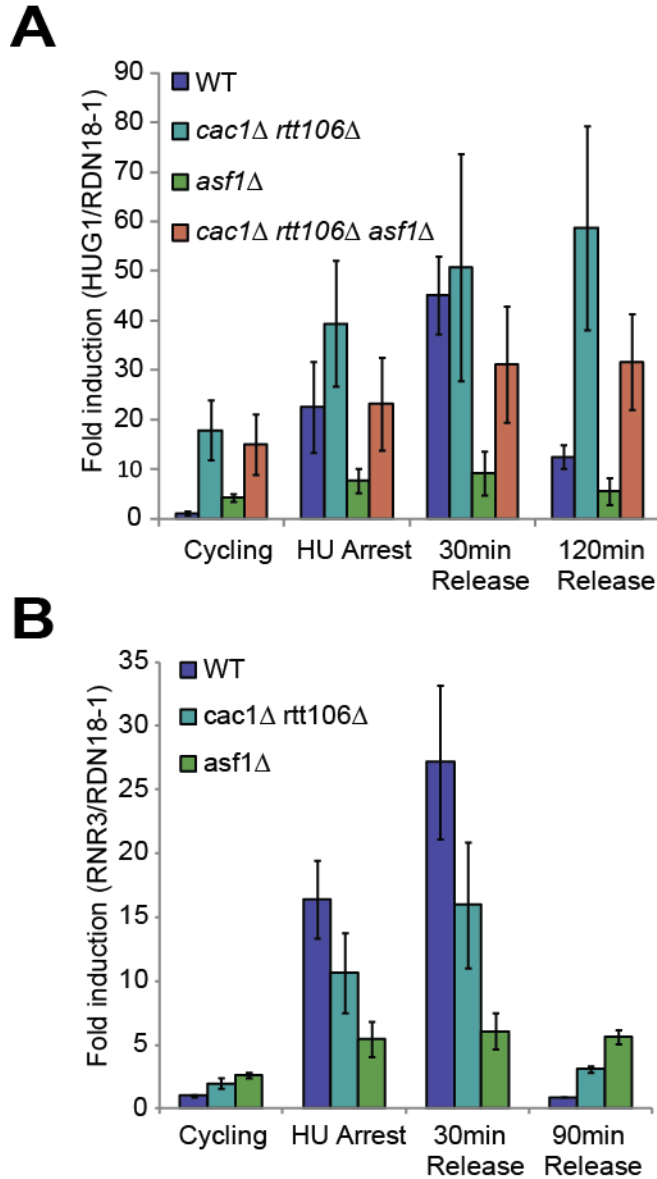 A
Fold induction (HUG1/RDN18-1)
90
80
70
60
50
40
30
20
10
0
WT
cac1Δ rtt106Δ
asf1Δ
cac1Δ rtt106Δ asf1Δ
Cycling
HU Arrest
30min
Release
120min
Release
B
Fold induction (RNR3/RDN18-1)
35
30
25
20
15
10
5
0
WT
cac1Δ rtt106Δ
asf1Δ
Cycling
HU Arrest
30min
Release
90min
Release